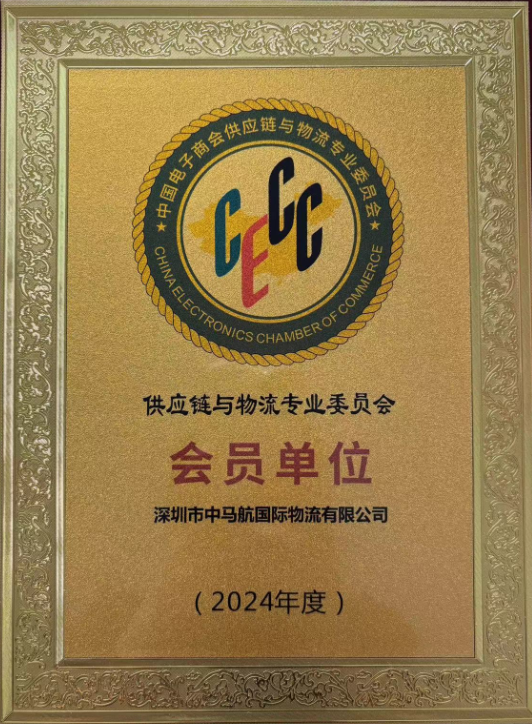 ★中国电子商会供应链与物流专业委员会★
CECC
CHINA ELECTRONICS CHAMBER OF COMMERCE
供应链与物流专业委员会
会员单位
深圳市中马航国际物流有限公司
（2024年度）